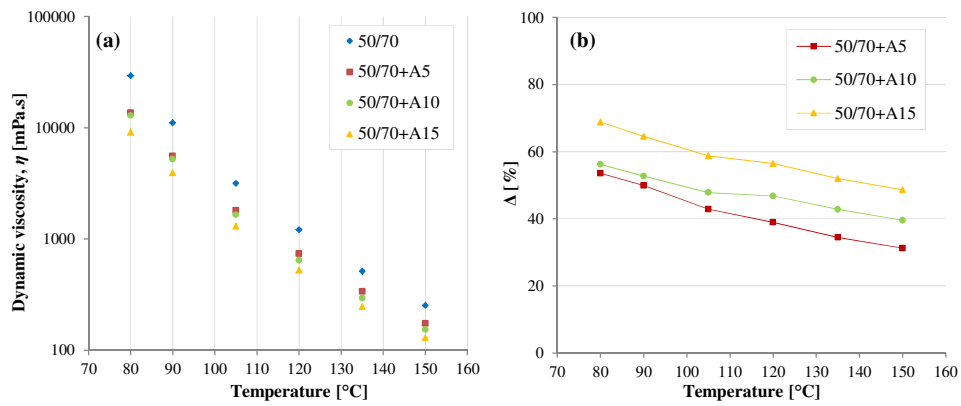 (a)
Dynamic viscosity, η [mPa.s]
100000
10000
1000
100
50/70
50/70+A5
50/70+A10
50/70+A15
70 80 90 100 110 120 130 140 150 160
Temperature [°C]
(b)
Δ [%]
100
80
60
40
20
0
50/70+A5
50/70+A10
50/70+A15
70 80 90 100 110 120 130 140 150 160
Temperature [°C]